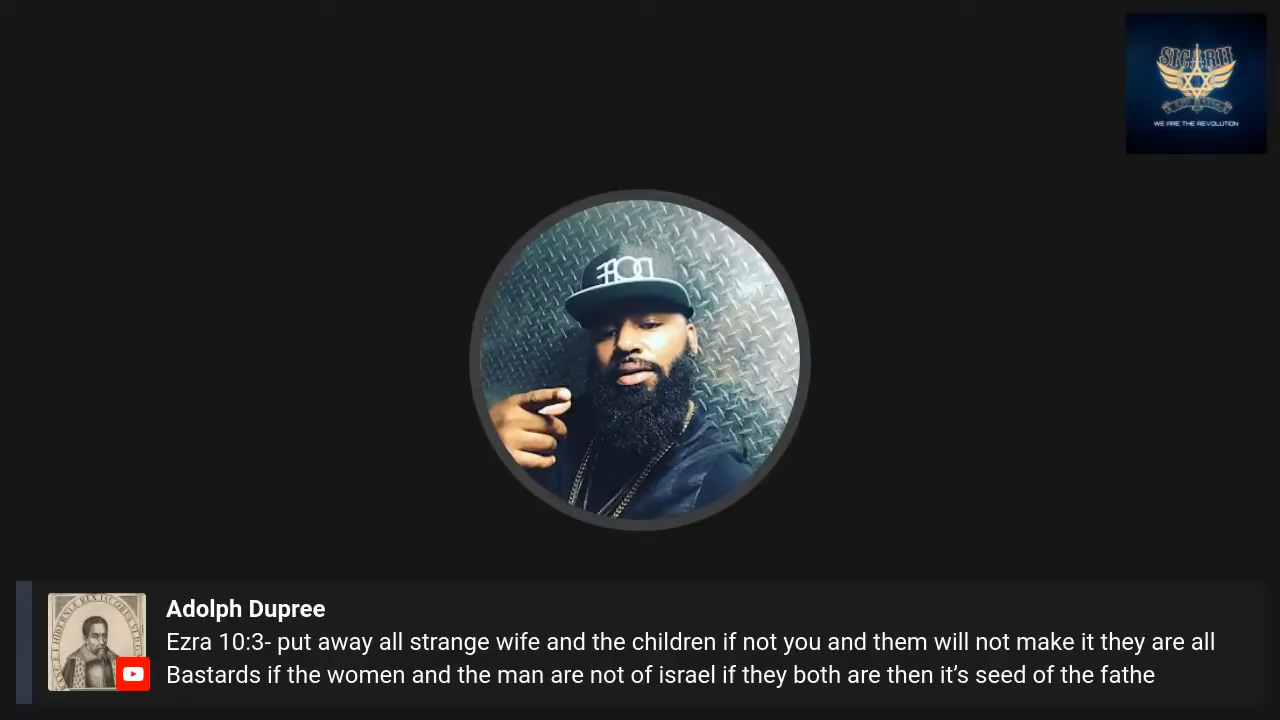 SICARII
WE ARE THE REVOLUTION
Adolph Dupree
Ezra 10:3- put away all strange wife and the children if not you and them will not make it they are all
Bastards if the women and the man are not of israel if they both are then it’s seed of the fathe